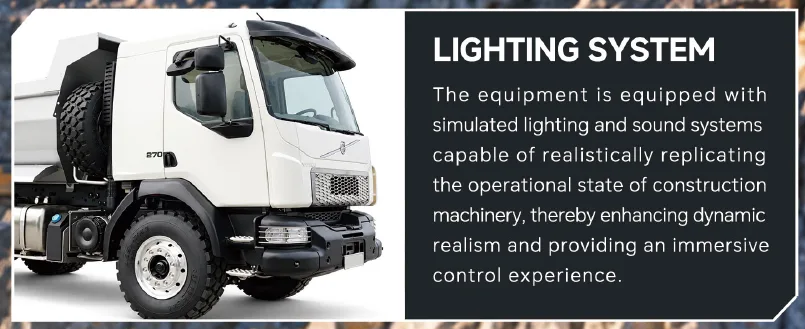 LIGHTING SYSTEM
The equipment is equipped with
simulated lighting and sound systems
capable of realistically replicating
the operational state of construction
machinery, thereby enhancing dynamic
realism and providing an immersive
control experience.
270